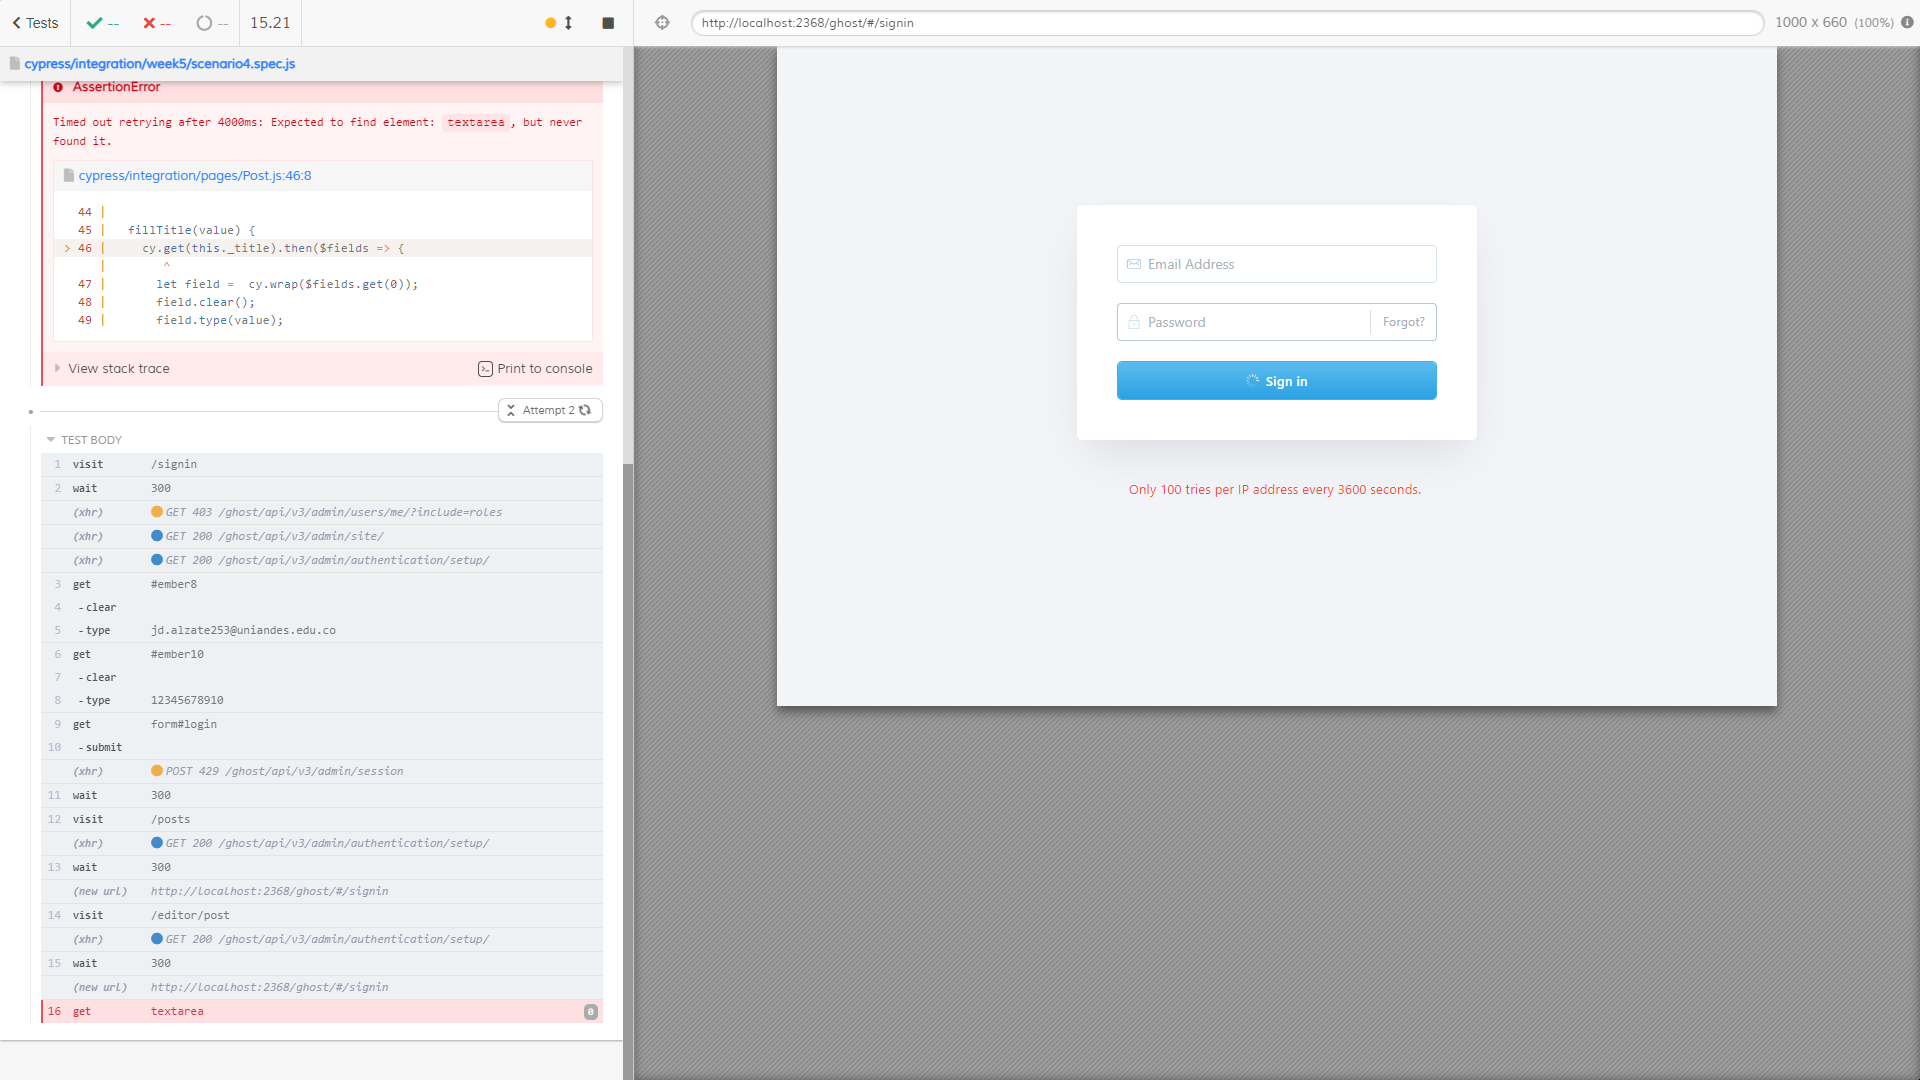 Tests -- -- -- 15.21
cypress/integration/week5/scenario4.spec.js
AssertionError
Timed out retrying after 4000ms: Expected to find element: textarea, but never
found it.
cypress/integration/pages/Post.js:46:8
44 |
45 | fillTitle(value) {
> 46 | cy.get(this._title).then($fields => {
| ^
47 | let field = cy.wrap($fields.get(0));
48 | field.clear();
49 | field.type(value);
View stack trace
Print to console
Attempt 2
TEST BODY
1 visit /signin
2 wait 300
(xhr) GET 403 /ghost/api/v3/admin/users/me/?include=roles
(xhr) GET 200 /ghost/api/v3/admin/site/
(xhr) GET 200 /ghost/api/v3/admin/authentication/setup/
3 get #ember8
4 -clear
5 -type jd.alzate253@uniandes.edu.co
6 get #ember10
7 -clear
8 -type 12345678910
9 get form#login
10 -submit
(xhr) POST 429 /ghost/api/v3/admin/session
11 wait 300
12 visit /posts
(xhr) GET 200 /ghost/api/v3/admin/authentication/setup/
13 wait 300
(new url) http://localhost:2368/ghost/#/signin
14 visit /editor/post
(xhr) GET 200 /ghost/api/v3/admin/authentication/setup/
15 wait 300
(new url) http://localhost:2368/ghost/#/signin
16 get textarea 0
http://localhost:2368/ghost/#/signin
1000 x 660 (100%)
Email Address
Password Forgot?
Sign in
Only 100 tries per IP address every 3600 seconds.